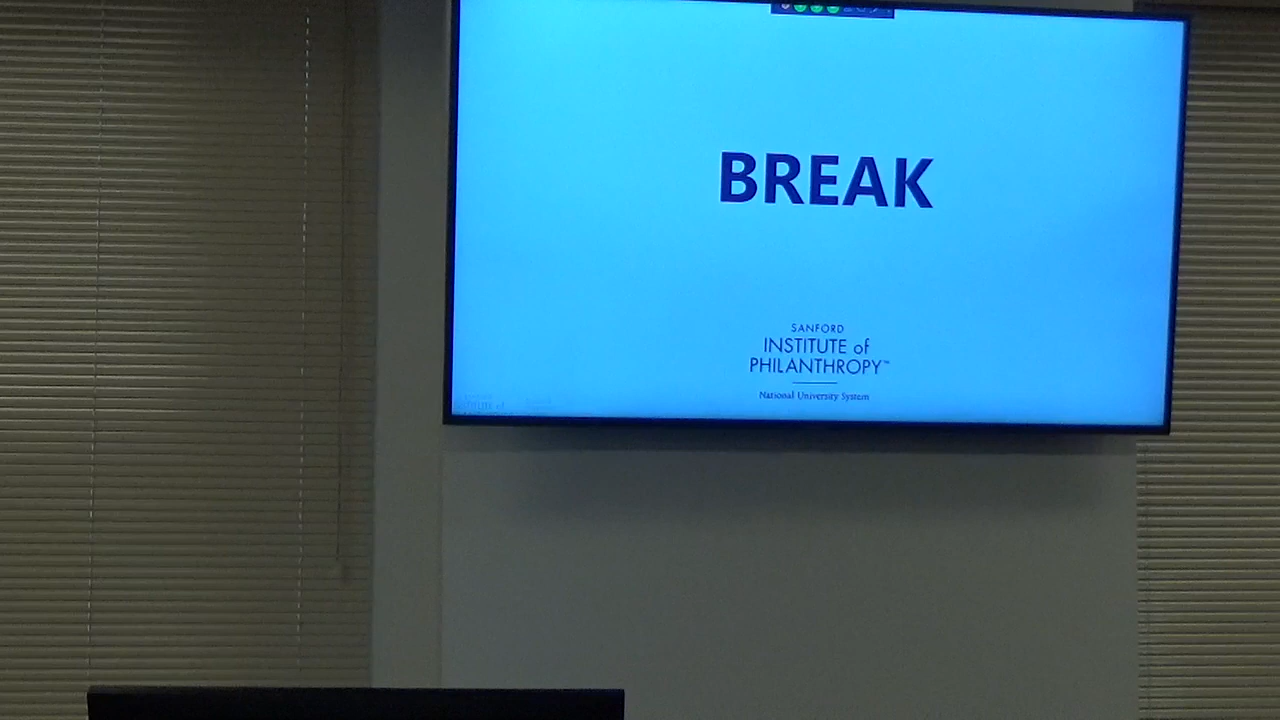 BREAK
SANFORD
INSTITUTE of
PHILANTHROPY™
National University System